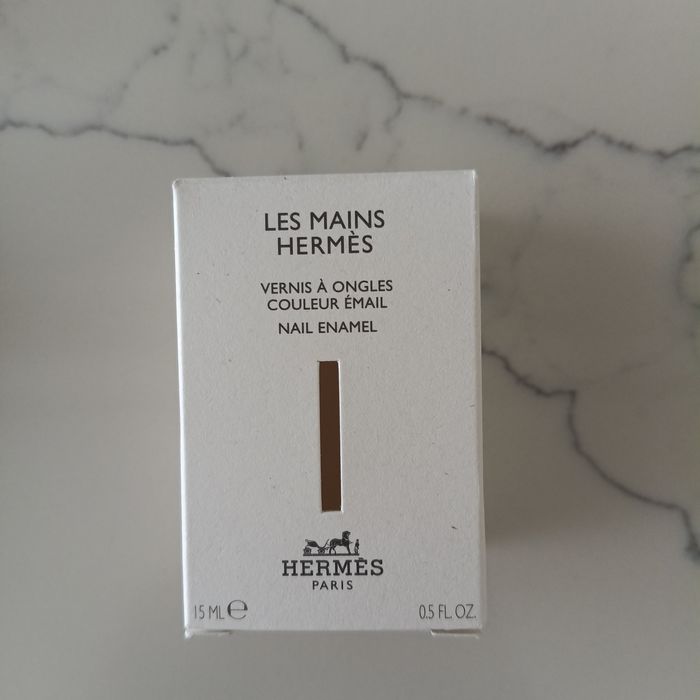 LES MAINS
HERMÈS
VERNIS À ONGLES
COULEUR ÉMAIL
NAIL ENAMEL
HERMÈS
PARIS
15 ML ℮ 0.5 FL. OZ.